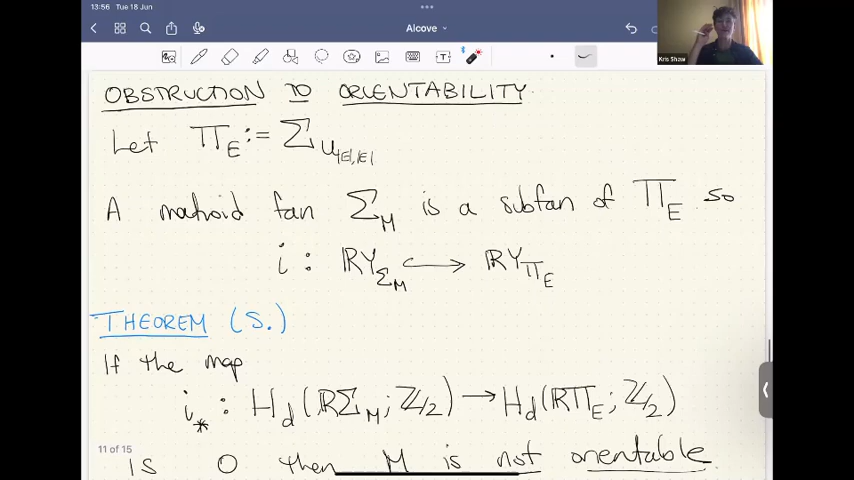 13:56 Tue 18 Jun
Alcove
Kris Shaw
OBSTRUCTION TO ORIENTABILITY
Let Π_E := Σ_{U_{|E|,|E|}}
A matroid fan Σ_M is a subfan of Π_E so
i : ℝY_{Σ_M} ↪ ℝY_{Π_E}
THEOREM (S.)
If the map
i_* : H_d(ℝΣ_M; ℤ/2) → H_d(ℝΠ_E; ℤ/2)
11 of 15
is 0 then M is not orientable.